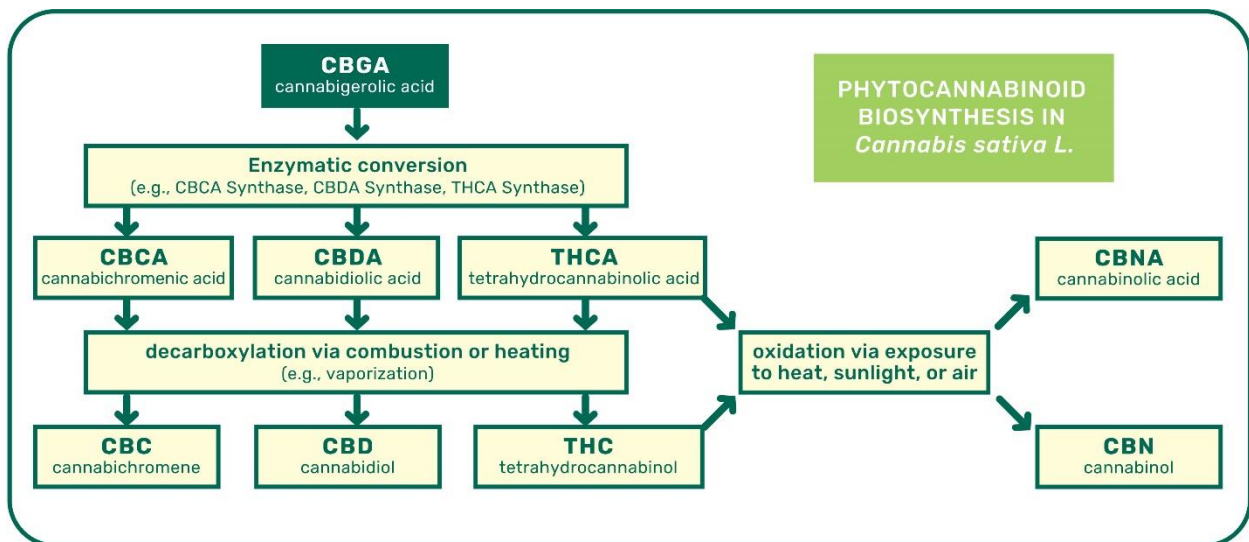 CBGA
cannabigerolic acid
PHYTOCANNABINOID
BIOSYNTHESIS IN
Cannabis sativa L.
Enzymatic conversion
(e.g., CBCA Synthase, CBDA Synthase, THCA Synthase)
CBCA
cannabichromenic acid
CBDA
cannabidiolic acid
THCA
tetrahydrocannabinolic acid
CBNA
cannabinolic acid
decarboxylation via combustion or heating
(e.g., vaporization)
oxidation via exposure
to heat, sunlight, or air
CBC
cannabichromene
CBD
cannabidiol
THC
tetrahydrocannabinol
CBN
cannabinol